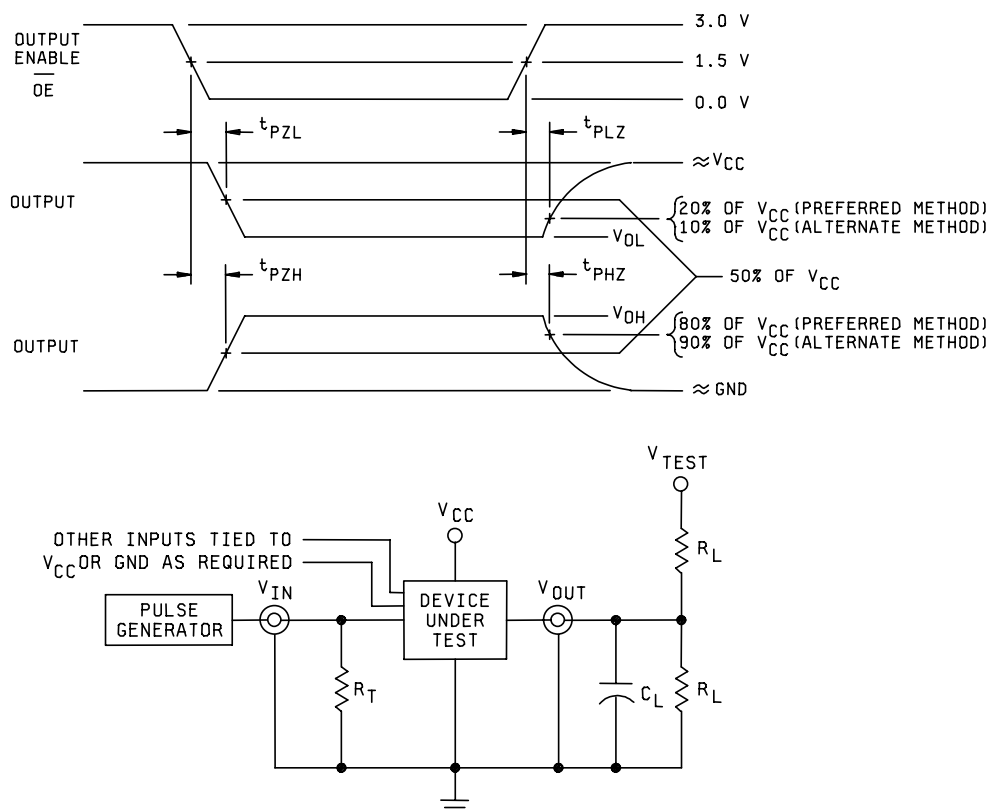 3.0 V
OUTPUT
ENABLE
OE
1.5 V
0.0 V
tPZL
tPLZ
≈VCC
OUTPUT
20% OF VCC (PREFERRED METHOD)
10% OF VCC (ALTERNATE METHOD)
VOL
tPZH
tPHZ
50% OF VCC
VOH
80% OF VCC (PREFERRED METHOD)
90% OF VCC (ALTERNATE METHOD)
OUTPUT
≈ GND
VTEST
VCC
OTHER INPUTS TIED TO
VCC OR GND AS REQUIRED
RL
VIN
VOUT
PULSE
GENERATOR
DEVICE
UNDER
TEST
RT
CL
RL